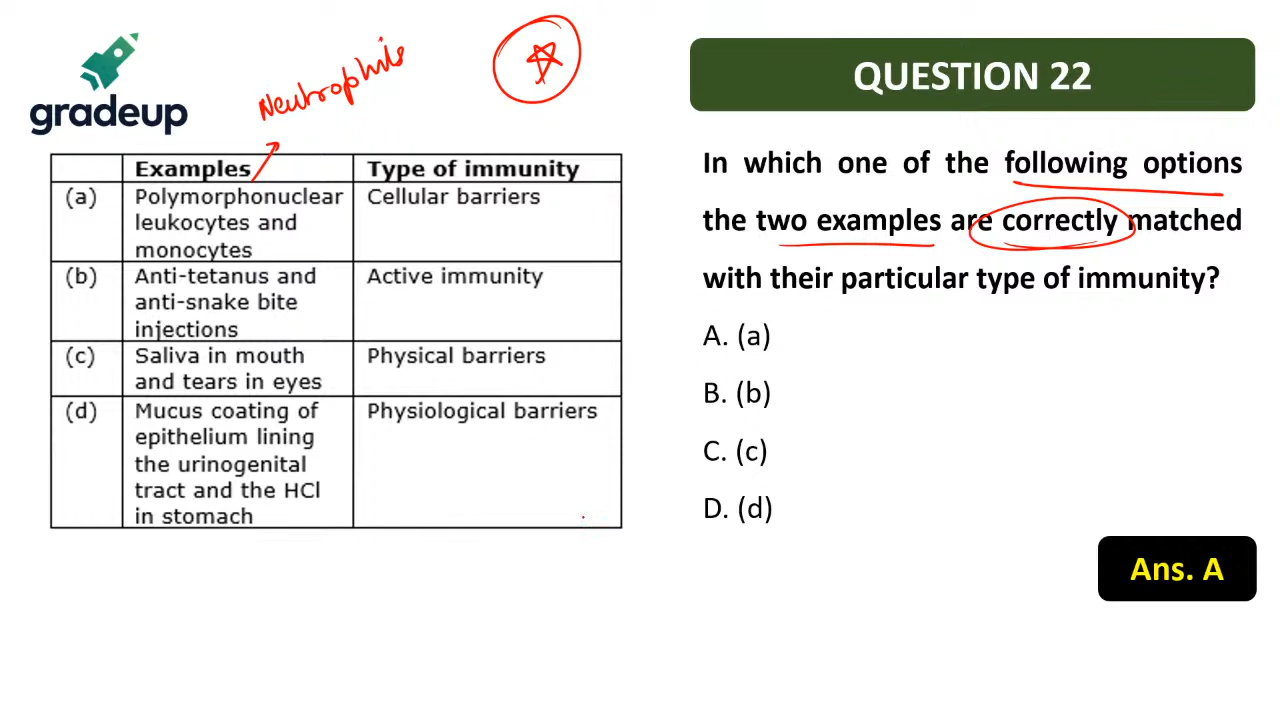 gradeup
Neutrophils
Examples Type of immunity
(a) Polymorphonuclear Cellular barriers
leukocytes and
monocytes
(b) Anti-tetanus and Active immunity
anti-snake bite
injections
(c) Saliva in mouth Physical barriers
and tears in eyes
(d) Mucus coating of Physiological barriers
epithelium lining
the urinogenital
tract and the HCl
in stomach
QUESTION 22
In which one of the following options
the two examples are correctly matched
with their particular type of immunity?
A. (a)
B. (b)
C. (c)
D. (d)
Ans. A